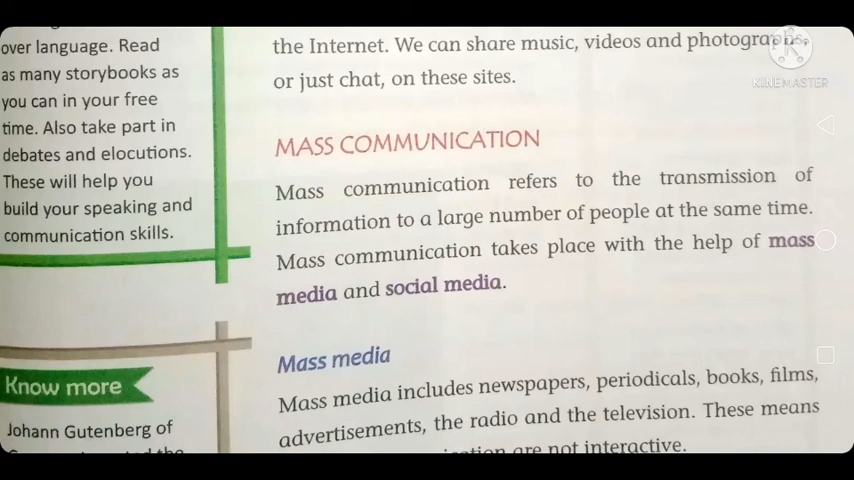 over language. Read
as many storybooks as
you can in your free
time. Also take part in
debates and elocutions.
These will help you
build your speaking and
communication skills.
Know more
Johann Gutenberg of
the
the Internet. We can share music, videos and photographs,
or just chat, on these sites.
MASS COMMUNICATION
Mass communication refers to the transmission of
information to a large number of people at the same time.
Mass communication takes place with the help of mass
media and social media.
Mass media
Mass media includes newspapers, periodicals, books, films,
advertisements, the radio and the television. These means
are not interactive.
KINEMASTER